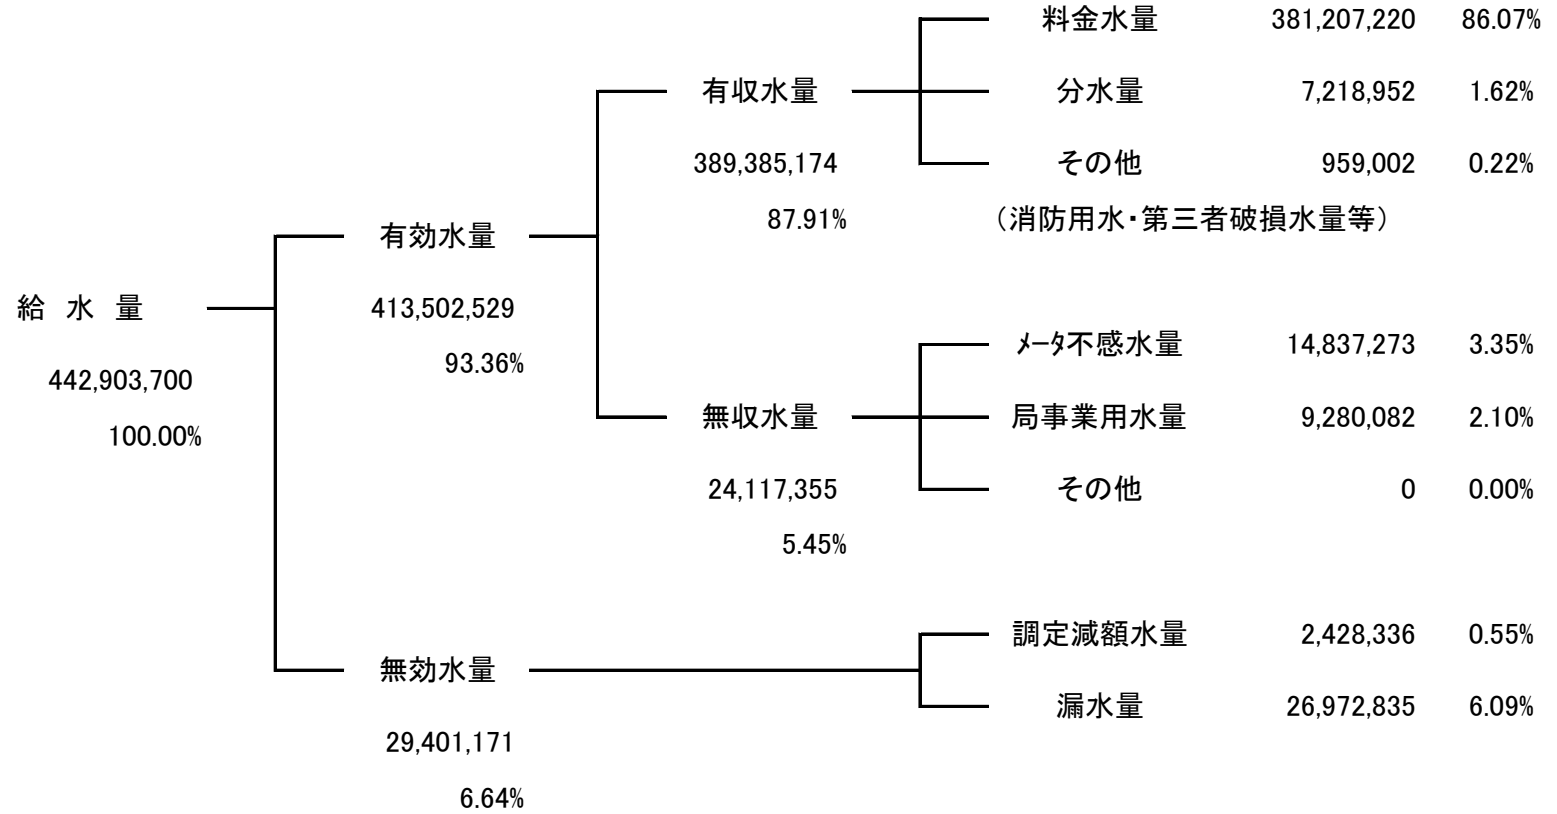 料金水量 381,207,220 86.07%
有収水量 分水量 7,218,952 1.62%
389,385,174 その他 959,002 0.22%
87.91% （消防用水・第三者破損水量等）
有効水量
給 水 量 413,502,529
93.36% ﾒｰﾀ不感水量 14,837,273 3.35%
442,903,700
100.00% 無収水量 局事業用水量 9,280,082 2.10%
24,117,355 その他 0 0.00%
5.45%
調定減額水量 2,428,336 0.55%
無効水量
漏水量 26,972,835 6.09%
29,401,171
6.64%